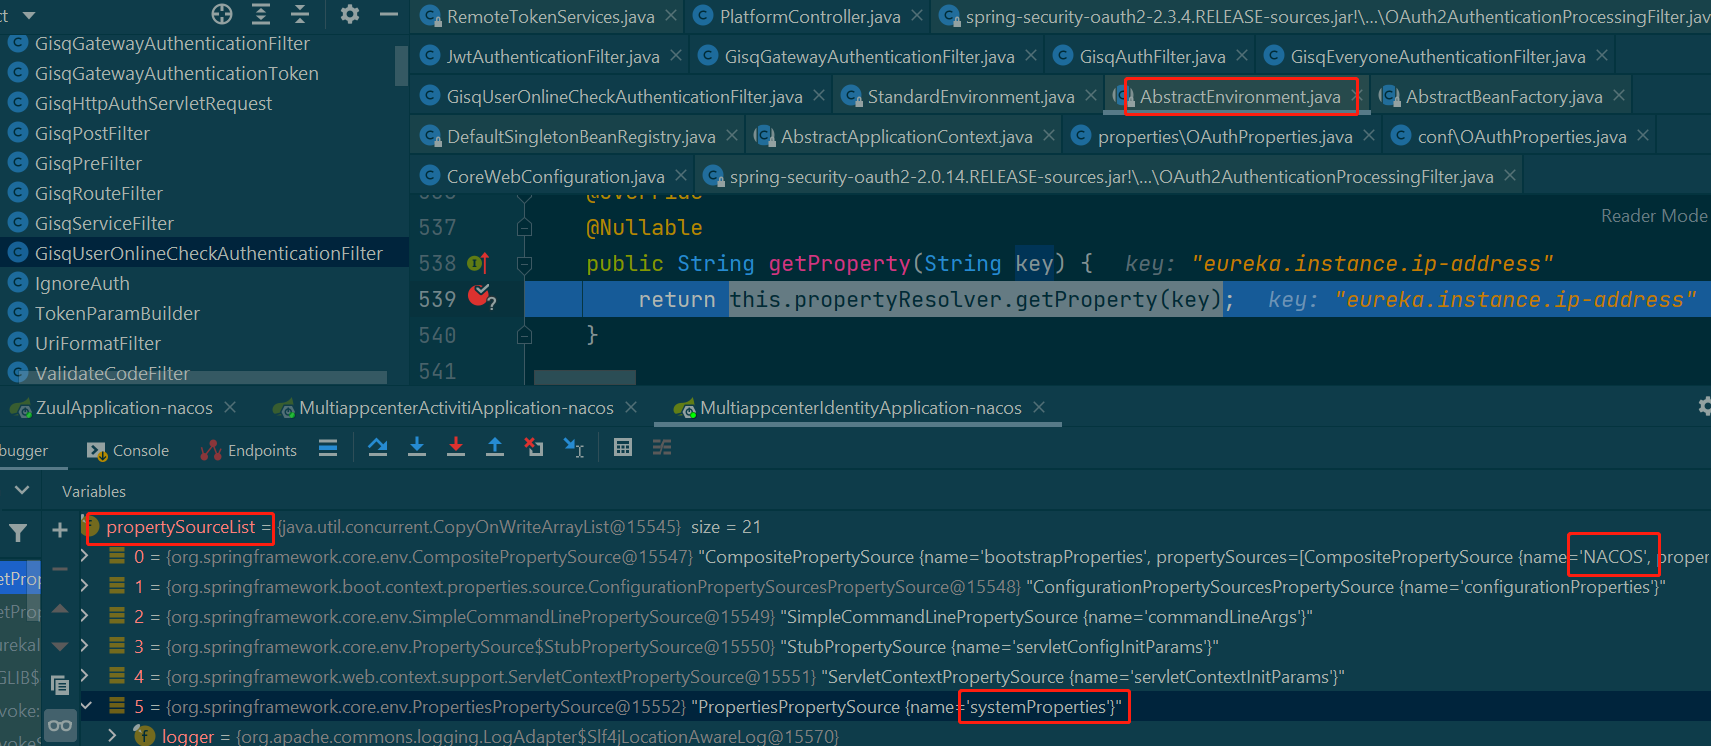 ct
RemoteTokenServices.java
PlatformController.java
spring-security-oauth2-2.3.4.RELEASE-sources.jar!\...\OAuth2AuthenticationProcessingFilter.jav
GisqGatewayAuthenticationFilter
JwtAuthenticationFilter.java
GisqGatewayAuthenticationFilter.java
GisqAuthFilter.java
GisqEveryoneAuthenticationFilter.java
GisqGatewayAuthenticationToken
GisqHttpAuthServletRequest
GisqUserOnlineCheckAuthenticationFilter.java
StandardEnvironment.java
AbstractEnvironment.java
AbstractBeanFactory.java
GisqPostFilter
DefaultSingletonBeanRegistry.java
AbstractApplicationContext.java
properties\OAuthProperties.java
conf\OAuthProperties.java
GisqPreFilter
CoreWebConfiguration.java
spring-security-oauth2-2.0.14.RELEASE-sources.jar!\...\OAuth2AuthenticationProcessingFilter.java
GisqRouteFilter
GisqServiceFilter
GisqUserOnlineCheckAuthenticationFilter
IgnoreAuth
TokenParamBuilder
UriFormatFilter
ValidateCodeFilter
@Override
Reader Mode
537 @Nullable
538 public String getProperty(String key) { key: "eureka.instance.ip-address"
539 return this.propertyResolver.getProperty(key); key: "eureka.instance.ip-address"
540 }
541
ZuulApplication-nacos
MultiappcenterActivitiApplication-nacos
MultiappcenterIdentityApplication-nacos
bugger
Console
Endpoints
Variables
propertySourceList = {java.util.concurrent.CopyOnWriteArrayList@15545} size = 21
0 = {org.springframework.core.env.CompositePropertySource@15547} "CompositePropertySource {name='bootstrapProperties', propertySources=[CompositePropertySource {name='NACOS', proper
1 = {org.springframework.boot.context.properties.source.ConfigurationPropertySourcesPropertySource@15548} "ConfigurationPropertySourcesPropertySource {name='configurationProperties'}"
2 = {org.springframework.core.env.SimpleCommandLinePropertySource@15549} "SimpleCommandLinePropertySource {name='commandLineArgs'}"
3 = {org.springframework.core.env.PropertySource$StubPropertySource@15550} "StubPropertySource {name='servletConfigInitParams'}"
4 = {org.springframework.web.context.support.ServletContextPropertySource@15551} "ServletContextPropertySource {name='servletContextInitParams'}"
5 = {org.springframework.core.env.PropertiesPropertySource@15552} "PropertiesPropertySource {name='systemProperties'}"
logger = {org.apache.commons.logging.LogAdapter$Slf4jLocationAwareLog@15570}
etProp
etProp
urekaI
GLIB$
voke:
voke